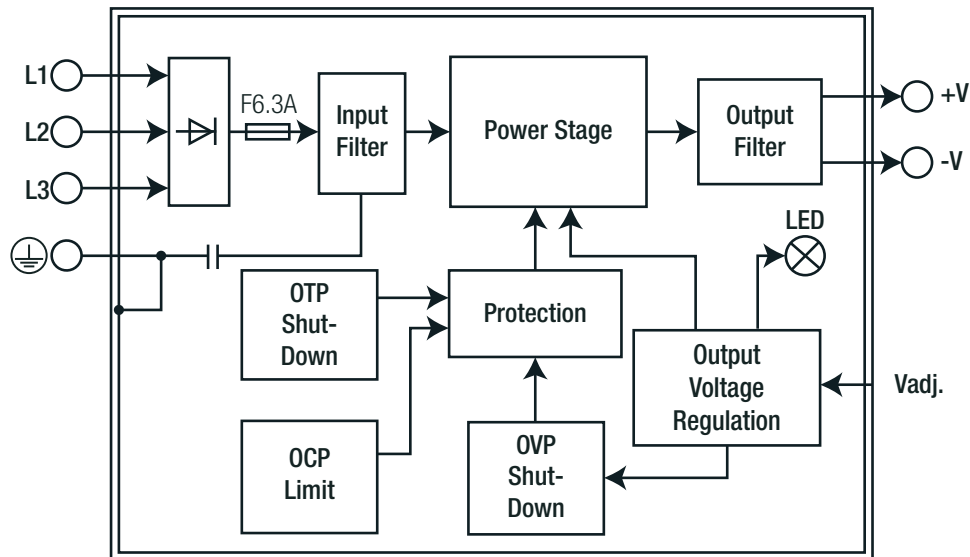 L1
L2
L3
F6.3A
Input
Filter
Power Stage
Output
Filter
+V
-V
LED
OTP
Shut-
Down
Protection
Output
Voltage
Regulation
Vadj.
OCP
Limit
OVP
Shut-
Down